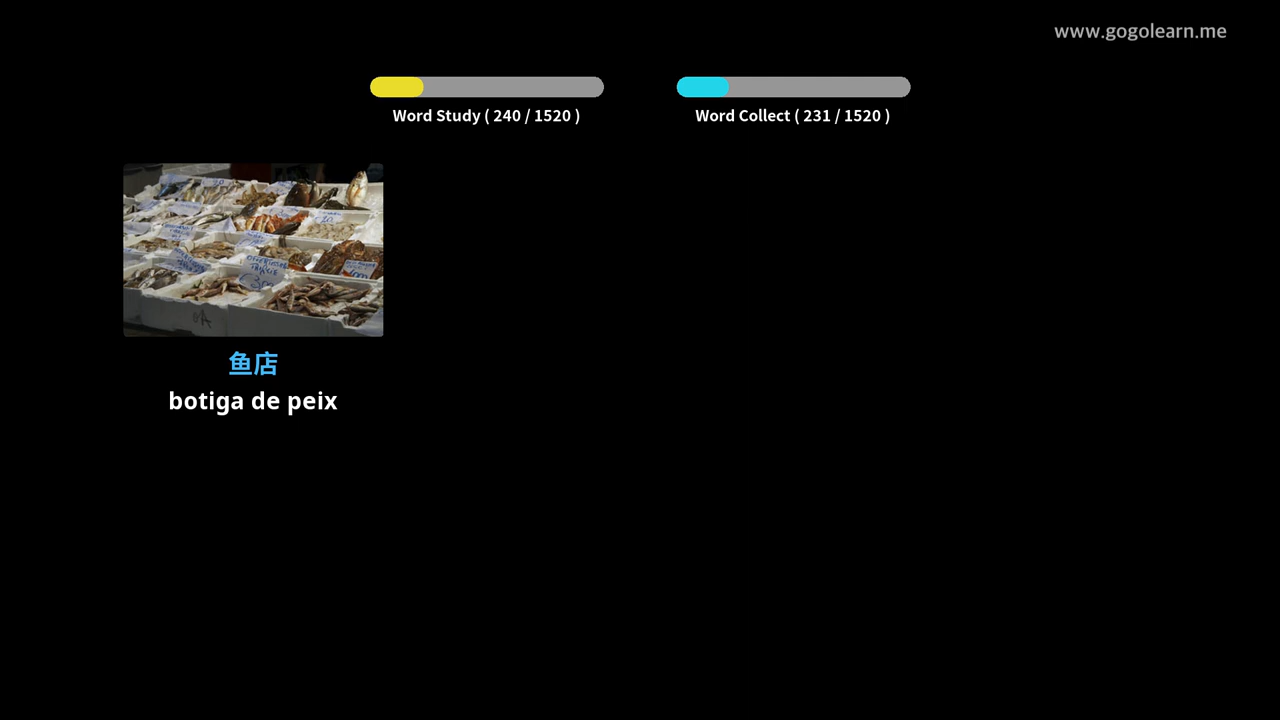 www.gogolearn.me
Word Study ( 240 / 1520 )
Word Collect ( 231 / 1520 )
鱼店
botiga de peix